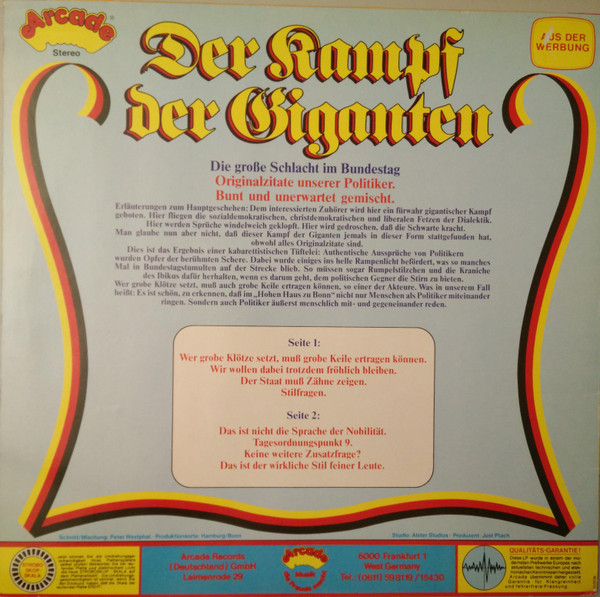 Arcade
Stereo
AUS DER
WERBUNG
Der Kampf
der Giganten
Die große Schlacht im Bundestag
Originalzitate unserer Politiker.
Bunt und unerwartet gemischt.
Erläuterungen zum Hauptgeschehen: Dem interessierten Zuhörer wird hier ein fürwahr gigantischer Kampf
geboten. Hier fliegen die sozialdemokratischen, christdemokratischen und liberalen Fetzen der Dialektik.
Hier werden Sprüche windelweich geklopft. Hier wird gedroschen, daß die Schwarte kracht.
Man glaube nun aber nicht, daß dieser Kampf der Giganten jemals in dieser Form stattgefunden hat,
obwohl alles Originalzitate sind.
Dies ist das Ergebnis einer kabarettistischen Tüftelei: Authentische Aussprüche von Politikern
wurden Opfer der berühmten Schere. Dabei wurde einiges ins helle Rampenlicht befördert, was so manches
Mal in Bundestagstumulten auf der Strecke blieb. So müssen sogar Rumpelstilzchen und die Kraniche
des Ibikus dafür herhalten, wenn es darum geht, dem politischen Gegner die Stirn zu bieten.
Wer grobe Klötze setzt, muß auch grobe Keile ertragen können, so einer der Akteure. Was in unserem Fall
heißt: Es ist schön, zu erkennen, daß im „Hohen Haus zu Bonn" nicht nur Menschen als Politiker miteinander
ringen. Sondern auch Politiker äußerst menschlich mit- und gegeneinander reden.
Seite 1:
Wer grobe Klötze setzt, muß grobe Keile ertragen können.
Wir wollen dabei trotzdem fröhlich bleiben.
Der Staat muß Zähne zeigen.
Stilfragen.
Seite 2:
Das ist nicht die Sprache der Nobilität.
Tagesordnungspunkt 9.
Keine weitere Zusatzfrage?
Das ist der wirkliche Stil feiner Leute.
Schnitt/Mischung: Peter Westphal · Produktionsorte: Hamburg/Bonn
Studio: Alster Studios · Producent: Just Plach
Arcade Records
(Deutschland) GmbH
Leimenrode 29
Arcade
6000 Frankfurt 1
West Germany
QUALITÄTS-GARANTIE!